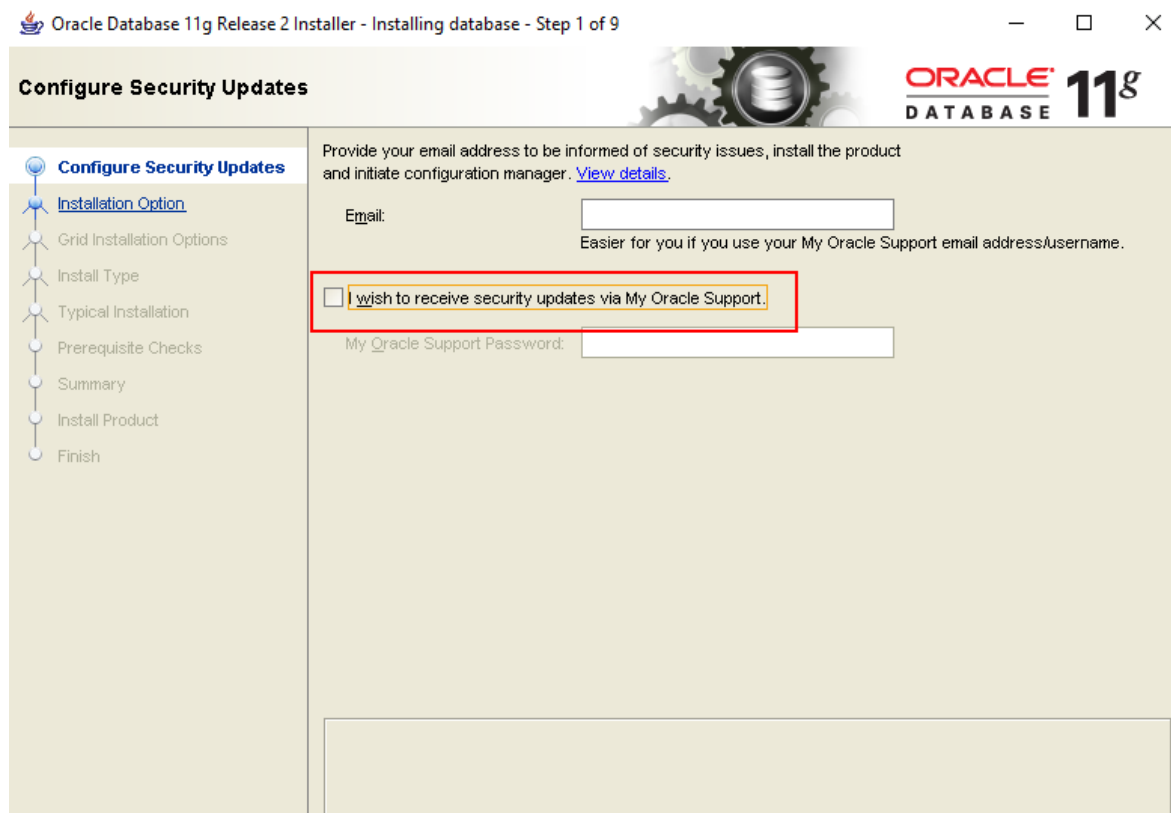 Oracle Database 11g Release 2 Installer - Installing database - Step 1 of 9
Configure Security Updates
ORACLE
DATABASE
11g
Configure Security Updates
Installation Option
Grid Installation Options
Install Type
Typical Installation
Prerequisite Checks
Summary
Install Product
Finish
Provide your email address to be informed of security issues, install the product
and initiate configuration manager. View details.
Email:
Easier for you if you use your My Oracle Support email address/username.
I wish to receive security updates via My Oracle Support.
My Oracle Support Password: